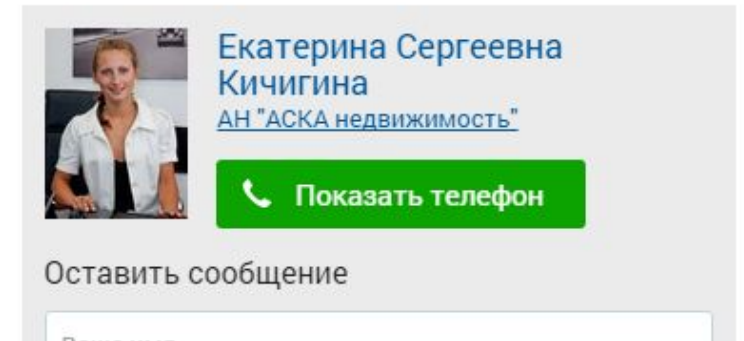 Екатерина Сергеевна
Кичигина
АН "АСКА недвижимость"
Показать телефон
Оставить сообщение